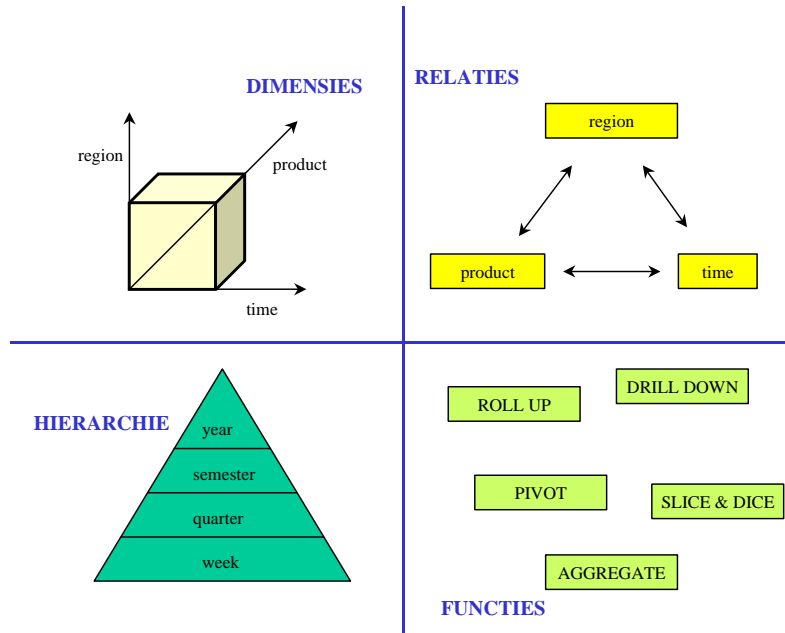 DIMENSIES
region
product
time
RELATIES
region
product
time
HIERARCHIE
year
semester
quarter
week
DRILL DOWN
ROLL UP
PIVOT
SLICE & DICE
AGGREGATE
FUNCTIES